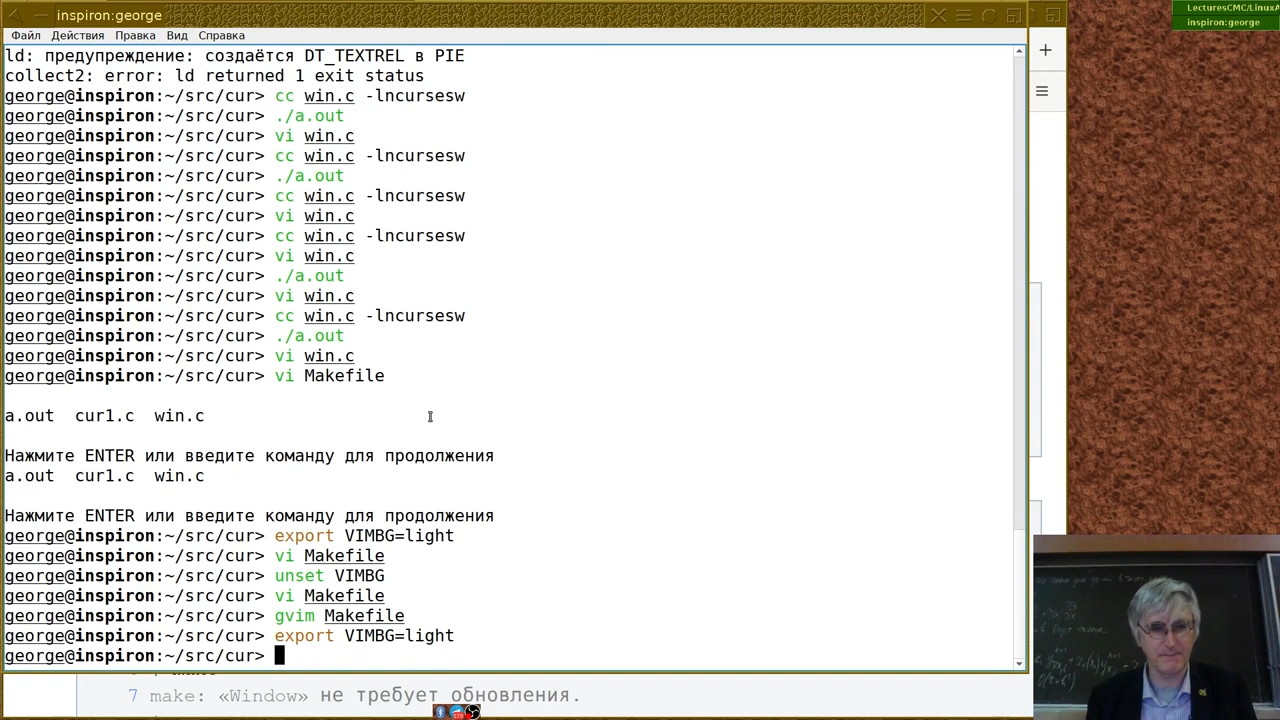 inspiron:george
LecturesCMC/LinuxA
inspiron:george
Файл Действия Правка Вид Справка
ld: предупреждение: создаётся DT_TEXTREL в PIE
collect2: error: ld returned 1 exit status
george@inspiron:~/src/cur> cc win.c -lncursesw
george@inspiron:~/src/cur> ./a.out
george@inspiron:~/src/cur> vi win.c
george@inspiron:~/src/cur> cc win.c -lncursesw
george@inspiron:~/src/cur> ./a.out
george@inspiron:~/src/cur> cc win.c -lncursesw
george@inspiron:~/src/cur> vi win.c
george@inspiron:~/src/cur> cc win.c -lncursesw
george@inspiron:~/src/cur> vi win.c
george@inspiron:~/src/cur> ./a.out
george@inspiron:~/src/cur> vi win.c
george@inspiron:~/src/cur> cc win.c -lncursesw
george@inspiron:~/src/cur> ./a.out
george@inspiron:~/src/cur> vi win.c
george@inspiron:~/src/cur> vi Makefile
a.out cur1.c win.c
Нажмите ENTER или введите команду для продолжения
a.out cur1.c win.c
Нажмите ENTER или введите команду для продолжения
george@inspiron:~/src/cur> export VIMBG=light
george@inspiron:~/src/cur> vi Makefile
george@inspiron:~/src/cur> unset VIMBG
george@inspiron:~/src/cur> vi Makefile
george@inspiron:~/src/cur> gvim Makefile
george@inspiron:~/src/cur> export VIMBG=light
george@inspiron:~/src/cur>
7 make: «Window» не требует обновления.